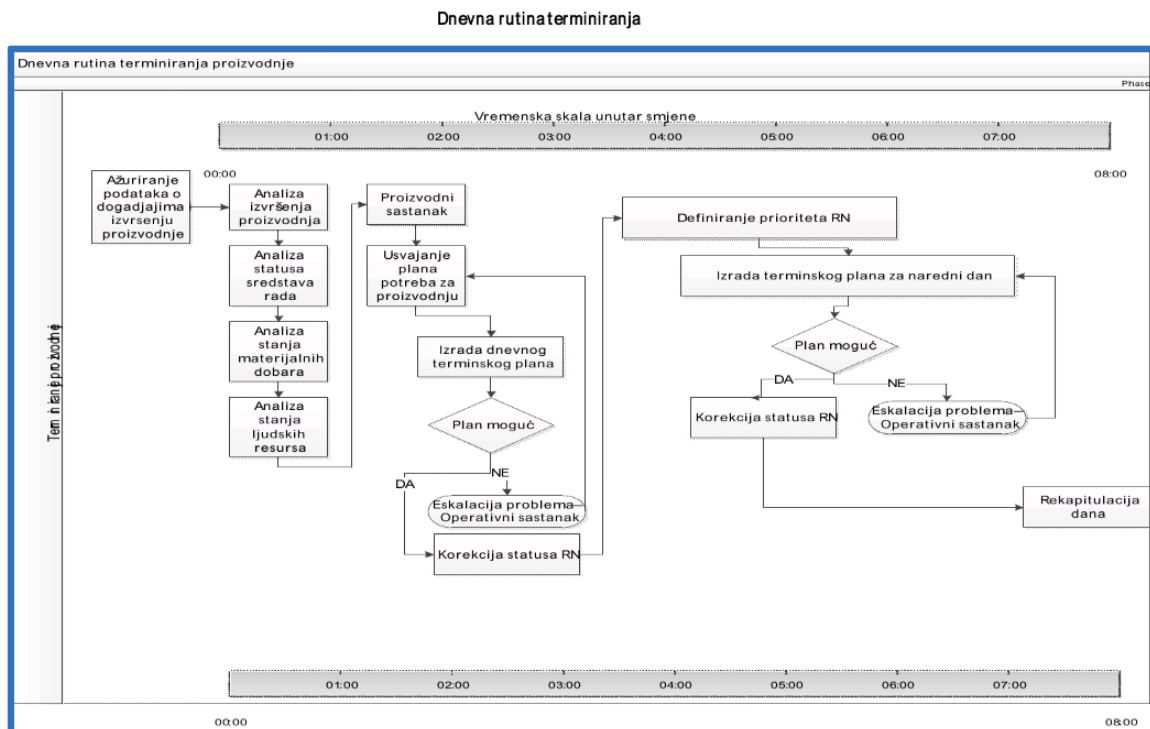 Dnevna rutina terminiranja
Dnevna rutina terminiranja proizvodnje
Phase
Vremenska skala unutar smjene
01:00 02:00 03:00 04:00 05:00 06:00 07:00
00:00 08:00
Ažuriranje
podataka o
dogadjajima
izvrsenju
proizvodnje
Analiza
izvršenja
proizvodnja
Analiza
statusa
sredstava
rada
Analiza
stanja
materijalnih
dobara
Analiza
stanja
ljudskih
resursa
Proizvodni
sastanak
Usvajanje
plana
potreba za
proizvodnju
Izrada dnevnog
terminskog plana
Plan moguć
DA
NE
Eskalacija problema–
Operativni sastanak
Korekcija statusa RN
Definiranje prioriteta RN
Izrada terminskog plana za naredni dan
Plan moguć
DA
NE
Korekcija statusa RN
Eskalacija problema–
Operativni sastanak
Rekapitulacija
dana
01:00 02:00 03:00 04:00 05:00 06:00 07:00
00:00 08:00